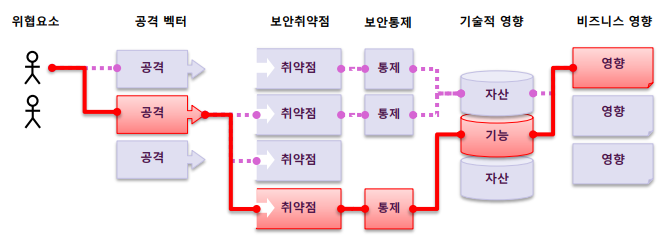 위협요소 공격 벡터 보안취약점 보안통제 기술적 영향 비즈니스 영향
공격 취약점 통제 영향
자산
공격 취약점 통제 영향
기능
공격 취약점 영향
자산
취약점 통제